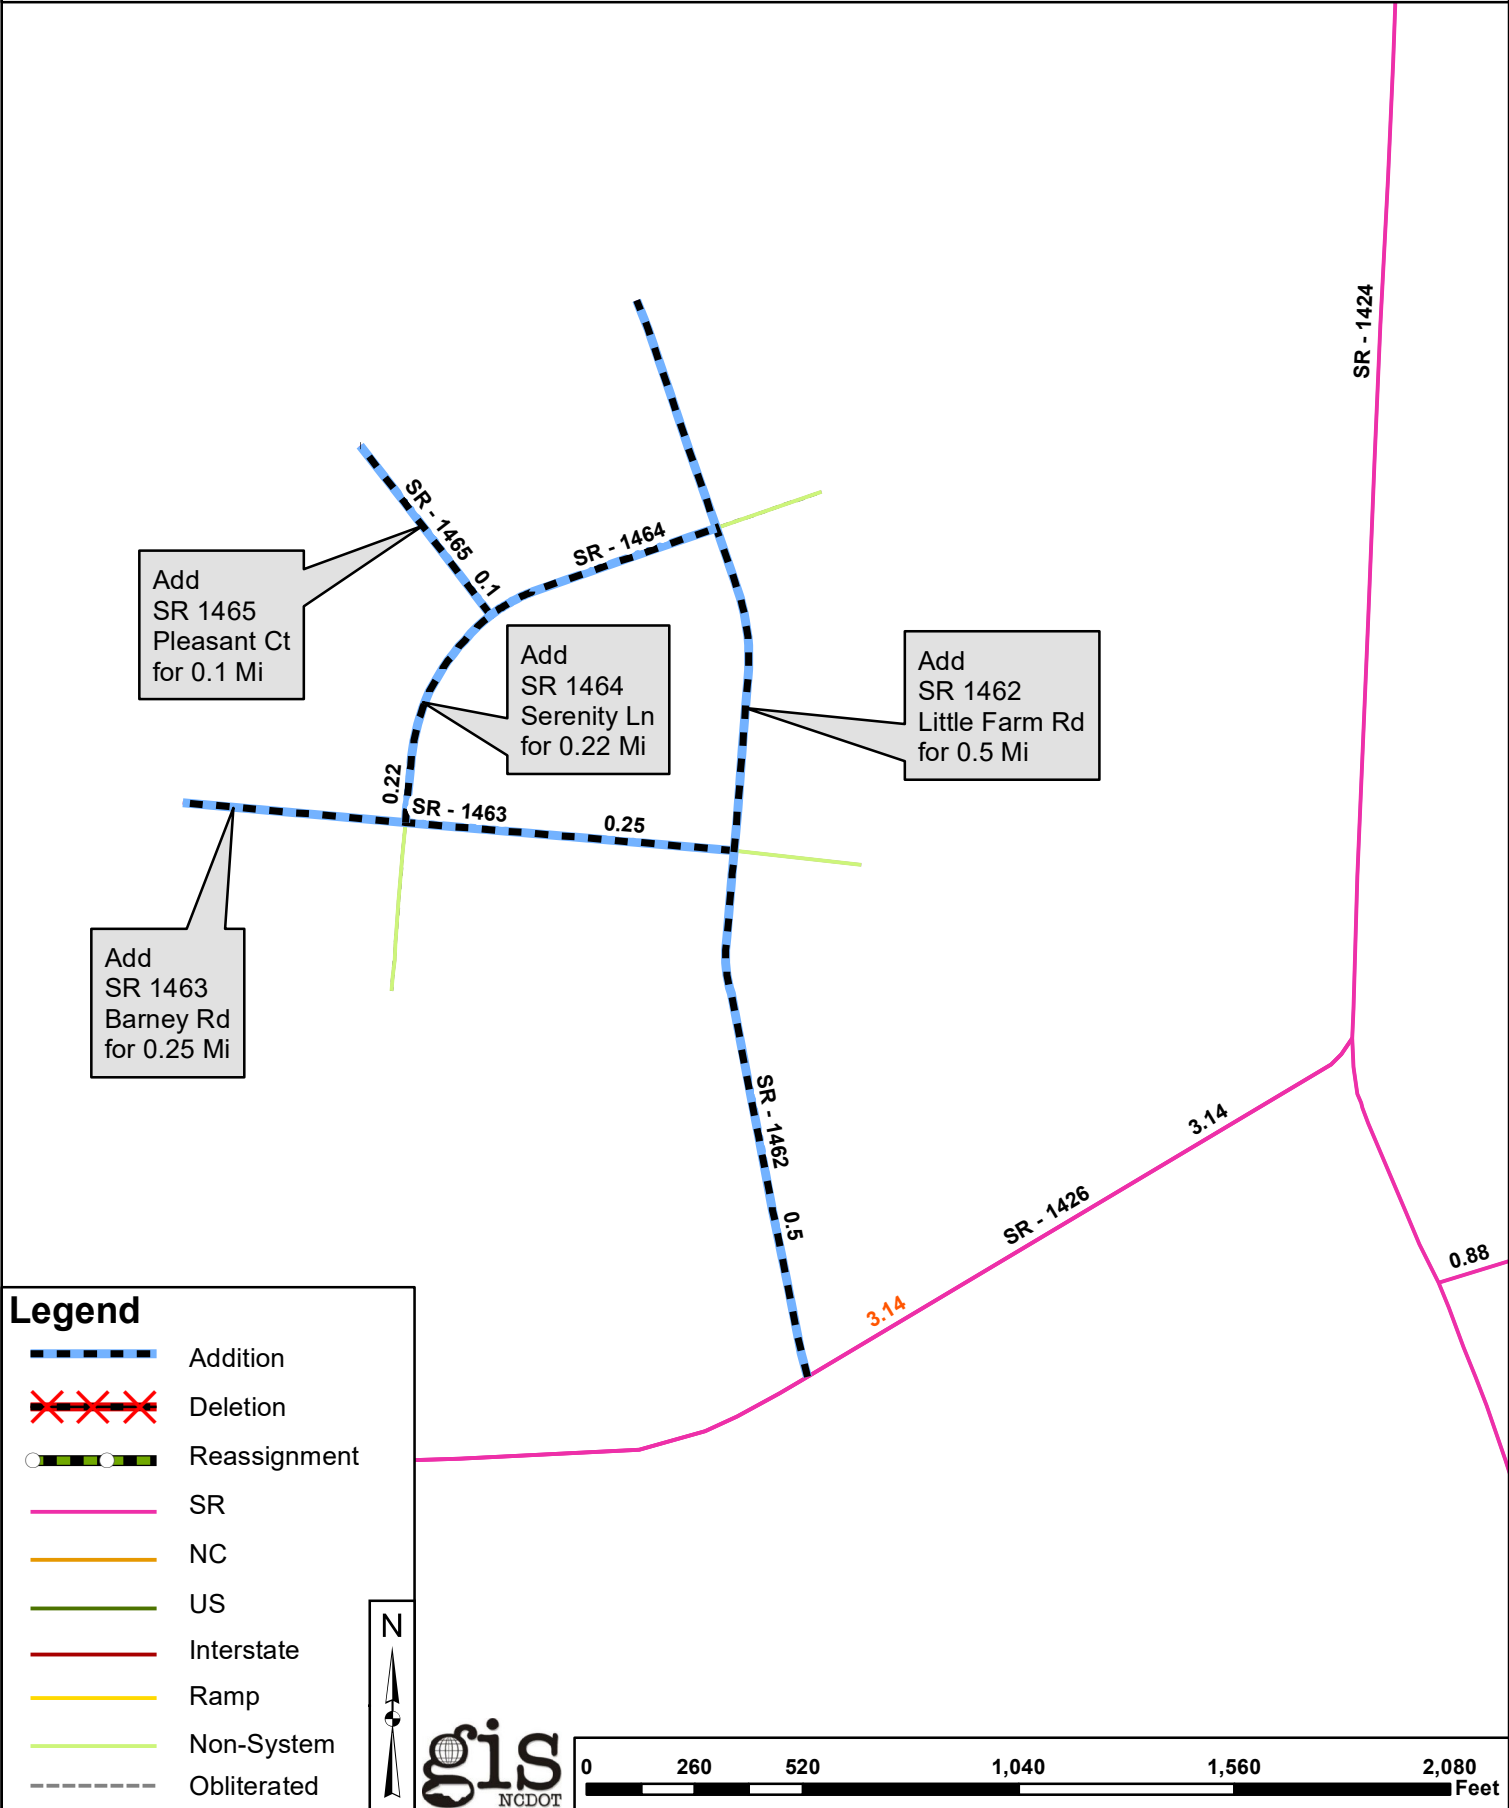 SR - 1424
SR - 1465
0.1
SR - 1464
Add
SR 1465
Pleasant Ct
for 0.1 Mi
Add
SR 1464
Serenity Ln
for 0.22 Mi
Add
SR 1462
Little Farm Rd
for 0.5 Mi
0.22
SR - 1463
0.25
Add
SR 1463
Barney Rd
for 0.25 Mi
SR - 1462
0.5
3.14
SR - 1426
0.88
3.14
Legend
Addition
Deletion
Reassignment
SR
NC
US
Interstate
Ramp
Non-System
Obliterated
N
gis
NCDOT
0 260 520 1,040 1,560 2,080
Feet